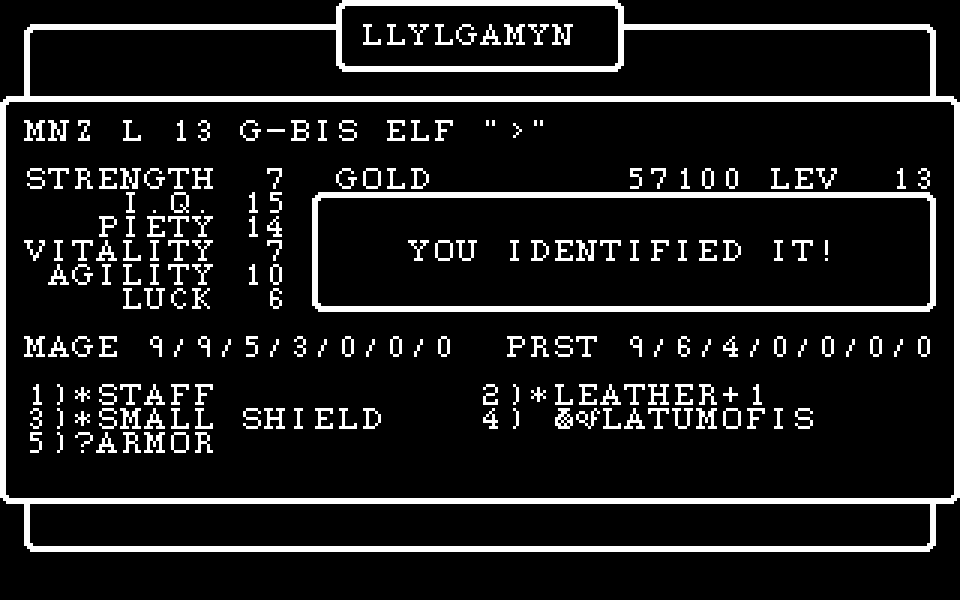 LLYLGAMYN
MNZ L 13 G-BIS ELF ">"
STRENGTH 7 GOLD 57100 LEV 13
I.Q. 15
PIETY 14
YOU IDENTIFIED IT!
VITALITY 7
AGILITY 10
LUCK 6
MAGE 9/9/5/3/0/0/0 PRST 9/6/4/0/0/0/0
1)*STAFF 2)*LEATHER+1
3)*SMALL SHIELD 4) LATUMOFIS
5)?ARMOR